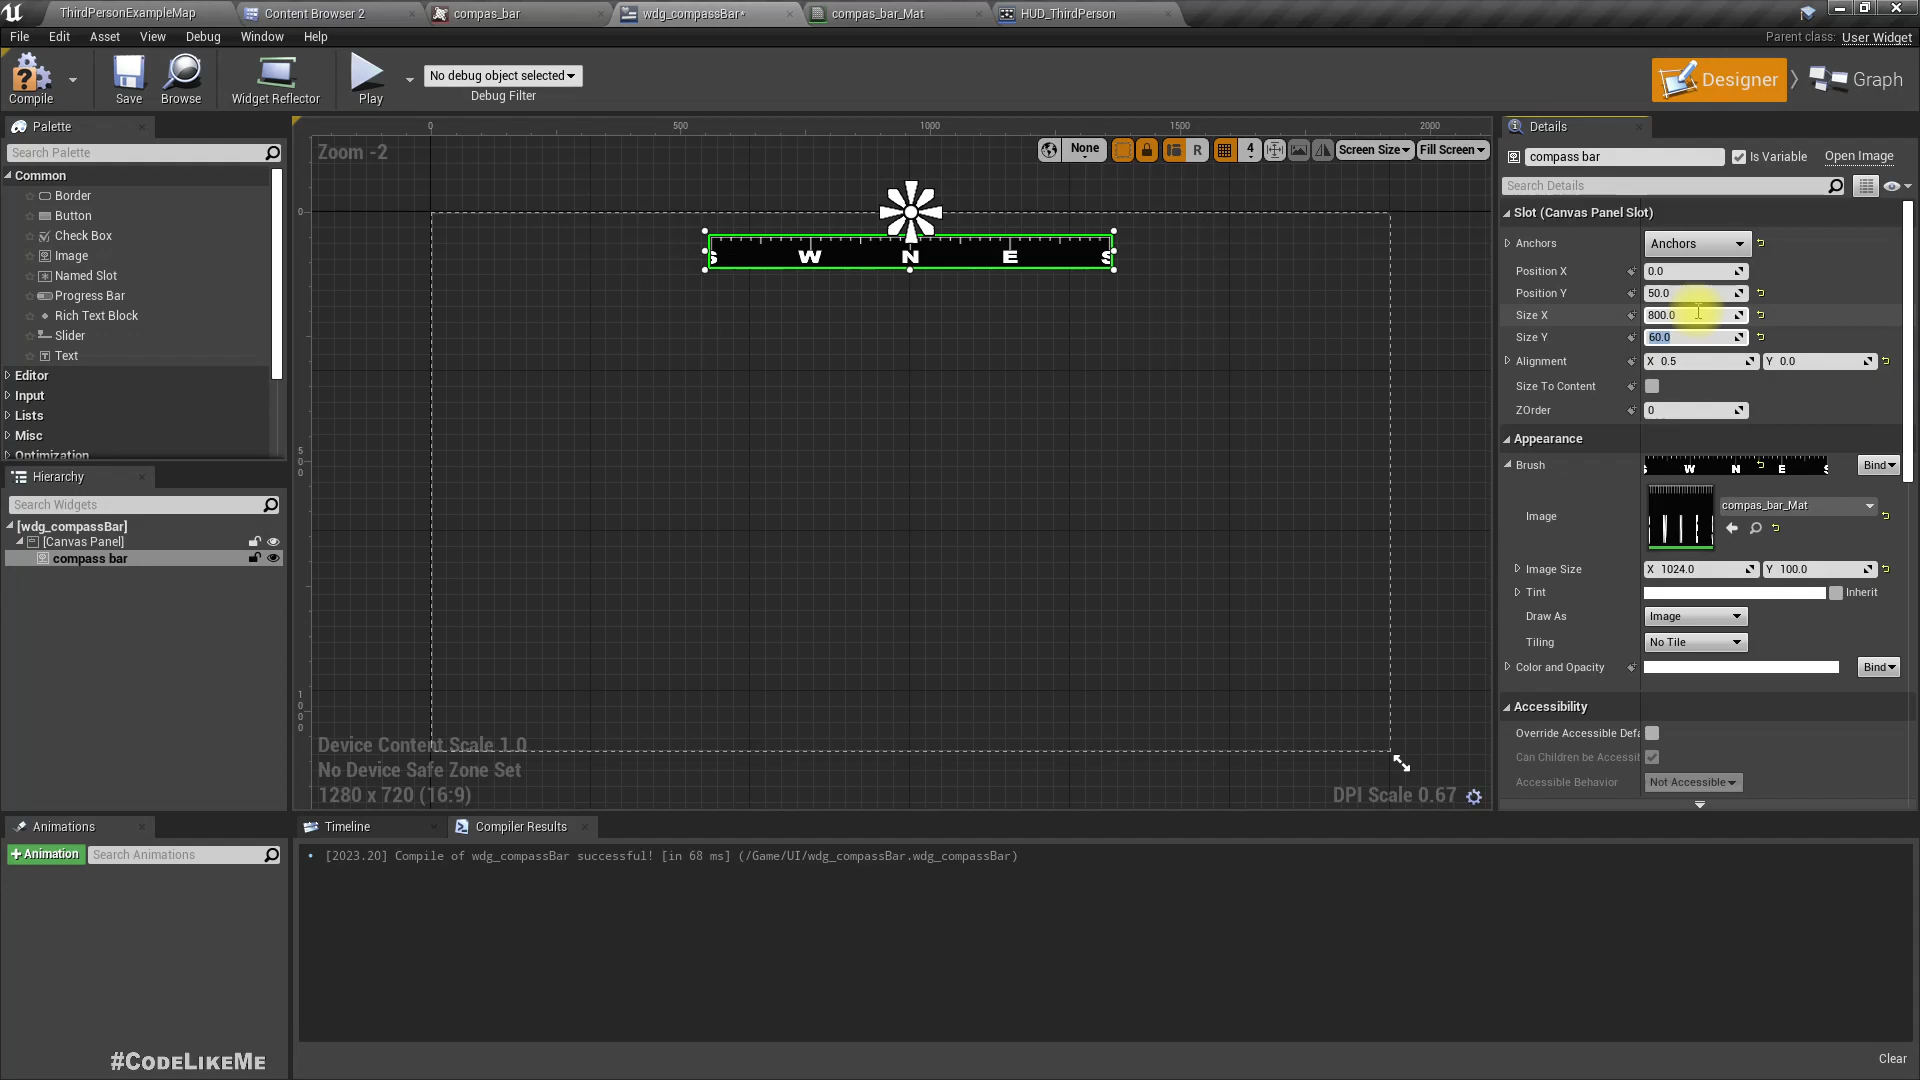 ThirdPersonExampleMap
Content Browser 2
compas_bar
wdg_compassBar*
compas_bar_Mat
HUD_ThirdPerson
File Edit Asset View Debug Window Help
Parent class: User Widget
Compile
Save
Browse
Widget Reflector
Play
No debug object selected
Debug Filter
Designer
Graph
Palette
Search Palette
Common
Border
Button
Check Box
Image
Named Slot
Progress Bar
Rich Text Block
Slider
Text
Editor
Input
Lists
Misc
Optimization
Hierarchy
Search Widgets
[wdg_compassBar]
[Canvas Panel]
compass bar
Animations
+Animation
Search Animations
#CodeLikeMe
0 500 1000 1500 2000
Zoom -2
None
R
4
Screen Size
Fill Screen
0
500
1000
S W N E S
Device Content Scale 1.0
No Device Safe Zone Set
1280 x 720 (16:9)
DPI Scale 0.67
Timeline
Compiler Results
[2023.20] Compile of wdg_compassBar successful! [in 68 ms] (/Game/UI/wdg_compassBar.wdg_compassBar)
Clear
Details
compass bar
Is Variable
Open Image
Search Details
Slot (Canvas Panel Slot)
Anchors Anchors
Position X 0.0
Position Y 50.0
Size X 800.0
Size Y 60.0
Alignment X 0.5 Y 0.0
Size To Content
ZOrder 0
Appearance
Brush S W N E S Bind
Image compas_bar_Mat
Image Size X 1024.0 Y 100.0
Tint Inherit
Draw As Image
Tiling No Tile
Color and Opacity Bind
Accessibility
Override Accessible Defa
Can Children be Accessib
Accessible Behavior Not Accessible